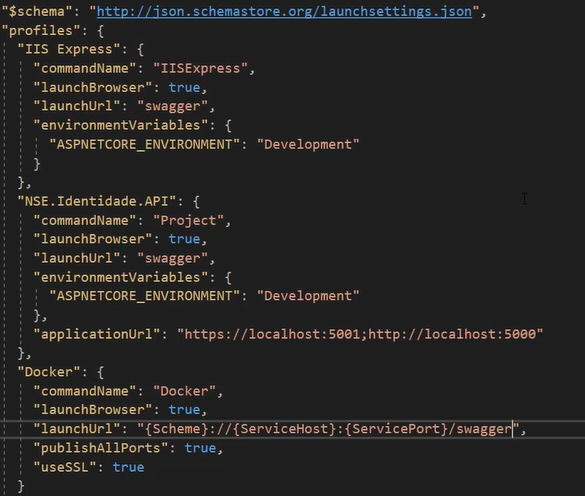 "$schema": "http://json.schemastore.org/launchsettings.json",
"profiles": {
"IIS Express": {
"commandName": "IISExpress",
"launchBrowser": true,
"launchUrl": "swagger",
"environmentVariables": {
"ASPNETCORE_ENVIRONMENT": "Development"
}
},
"NSE.Identidade.API": {
"commandName": "Project",
"launchBrowser": true,
"launchUrl": "swagger",
"environmentVariables": {
"ASPNETCORE_ENVIRONMENT": "Development"
},
"applicationUrl": "https://localhost:5001;http://localhost:5000"
},
"Docker": {
"commandName": "Docker",
"launchBrowser": true,
"launchUrl": "{Scheme}://{ServiceHost}:{ServicePort}/swagger",
"publishAllPorts": true,
"useSSL": true
}